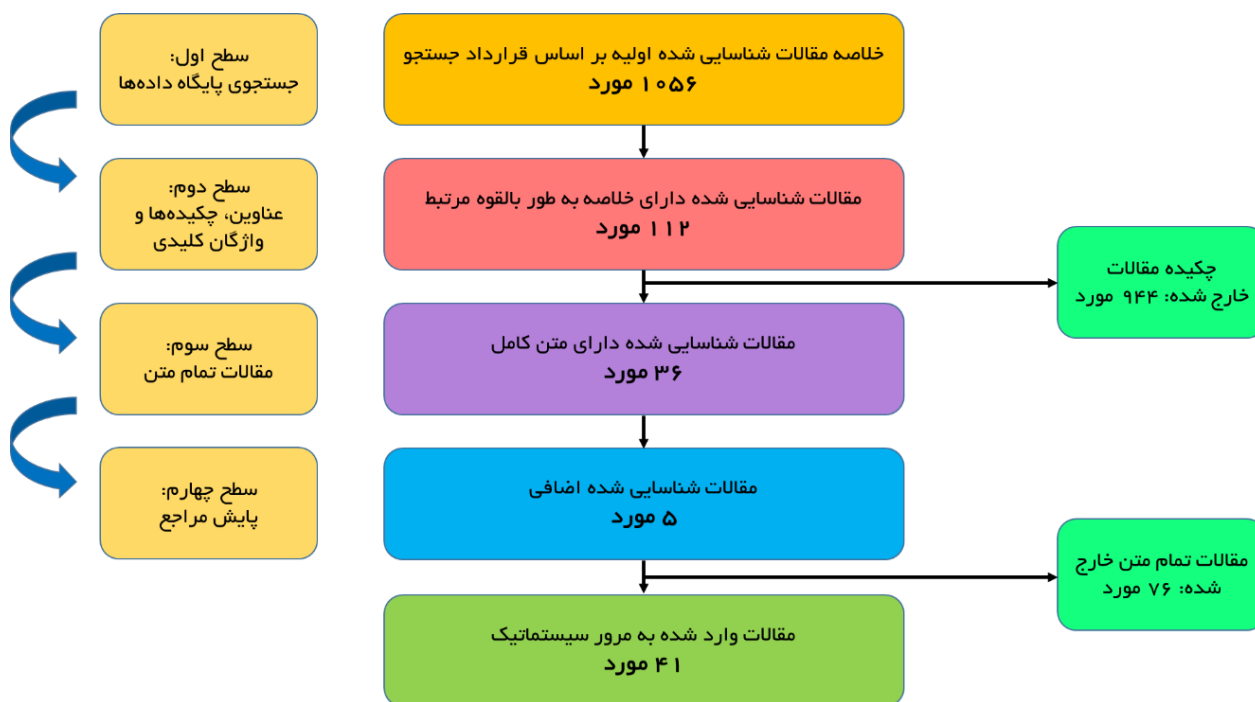 سطح اول:
جستجوی پایگاه داده‌ها
خلاصه مقالات شناسایی شده اولیه بر اساس قرارداد جستجو
۱۰۵۶ مورد
سطح دوم:
عناوین، چکیده‌ها و
واژگان کلیدی
مقالات شناسایی شده دارای خلاصه به طور بالقوه مرتبط
۱۱۲ مورد
چکیده مقالات
خارج شده: ۹۴۴ مورد
سطح سوم:
مقالات تمام متن
مقالات شناسایی شده دارای متن کامل
۳۶ مورد
سطح چهارم:
پایش مراجع
مقالات شناسایی شده اضافی
۵ مورد
مقالات تمام متن خارج
شده: ۷۶ مورد
مقالات وارد شده به مرور سیستماتیک
۴۱ مورد